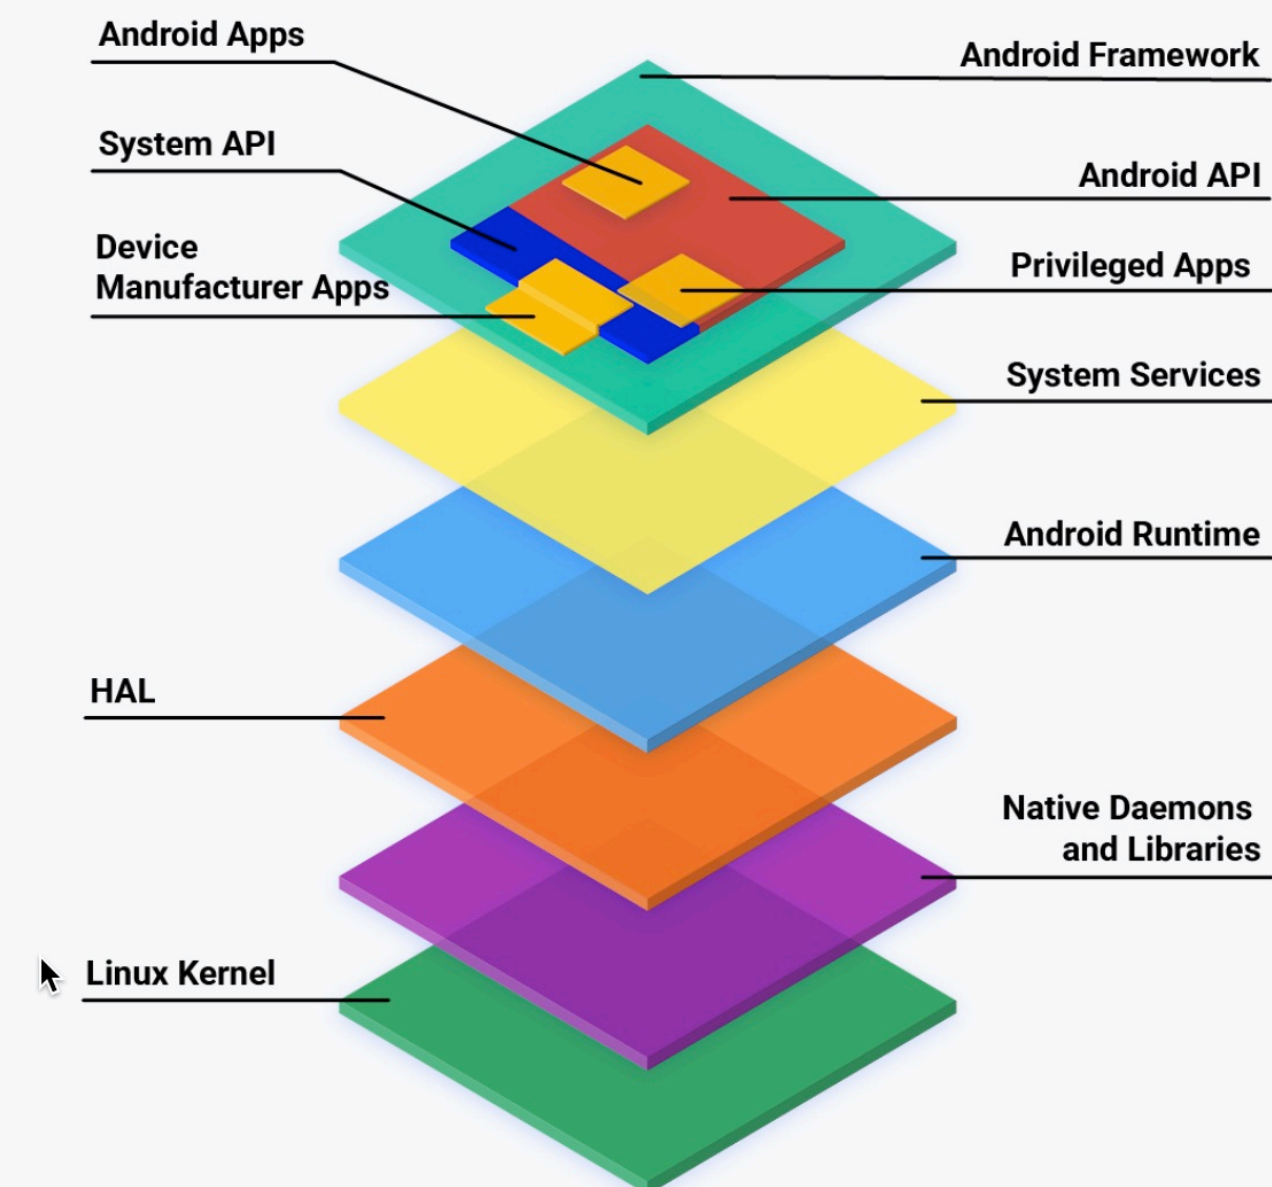 Android Apps
Android Framework
System API
Android API
Device
Manufacturer Apps
Privileged Apps
System Services
Android Runtime
HAL
Native Daemons
and Libraries
Linux Kernel